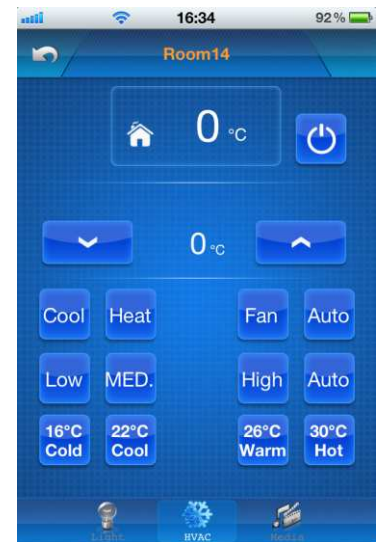 16:34 92%
Room14
0 °C
0 °C
Cool Heat Fan Auto
Low MED. High Auto
16°C 22°C 26°C 30°C
Cold Cool Warm Hot
Light HVAC Media